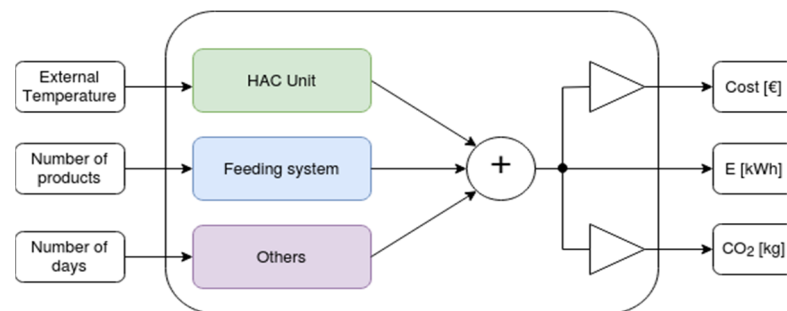 External
Temperature
HAC Unit
Cost [€]
Number of
products
Feeding system
+
E [kWh]
Number of
days
Others
CO₂ [kg]